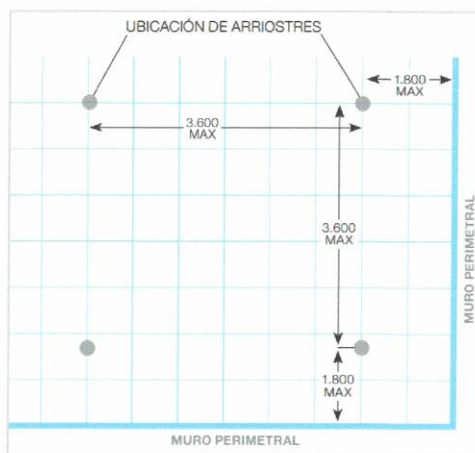 UBICACIÓN DE ARRIOSTRES
1.800
MAX
3.600
MAX
3.600
MAX
MURO PERIMETRAL
1.800
MAX
MURO PERIMETRAL